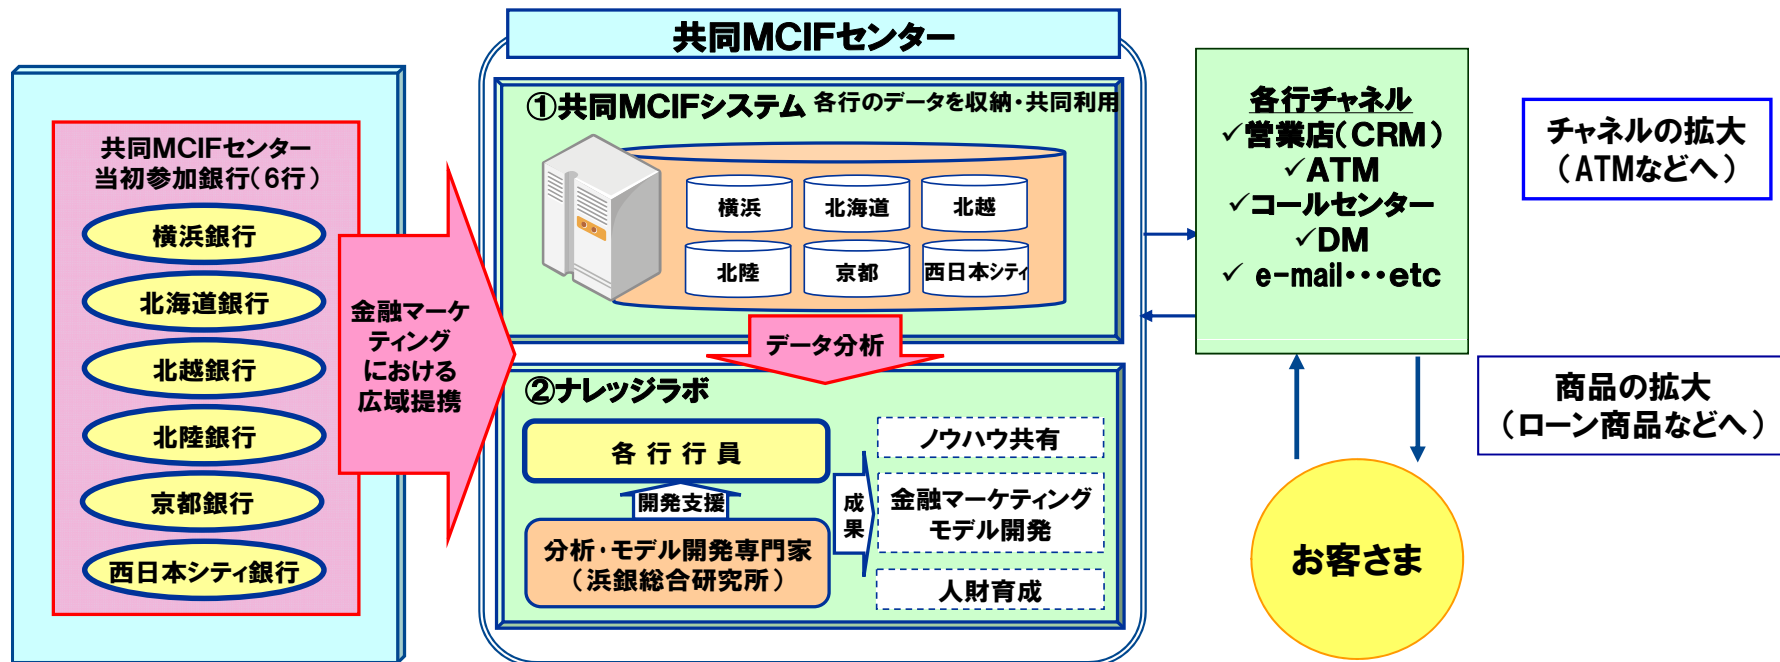 共同MCIFセンター
共同MCIFセンター
当初参加銀行(6行)
横浜銀行
北海道銀行
北越銀行
北陸銀行
京都銀行
西日本シティ銀行
金融マーケ
ティング
における
広域提携
①共同MCIFシステム 各行のデータを収納・共同利用
横浜 北海道 北越
北陸 京都 西日本シティ
データ分析
②ナレッジラボ
各行行員
開発支援
分析・モデル開発専門家
(浜銀総合研究所)
成
果
ノウハウ共有
金融マーケティング
モデル開発
人財育成
各行チャネル
✓営業店(CRM)
✓ATM
✓コールセンター
✓DM
✓ e-mail・・・etc
お客さま
チャネルの拡大
(ATMなどへ)
商品の拡大
(ローン商品などへ)